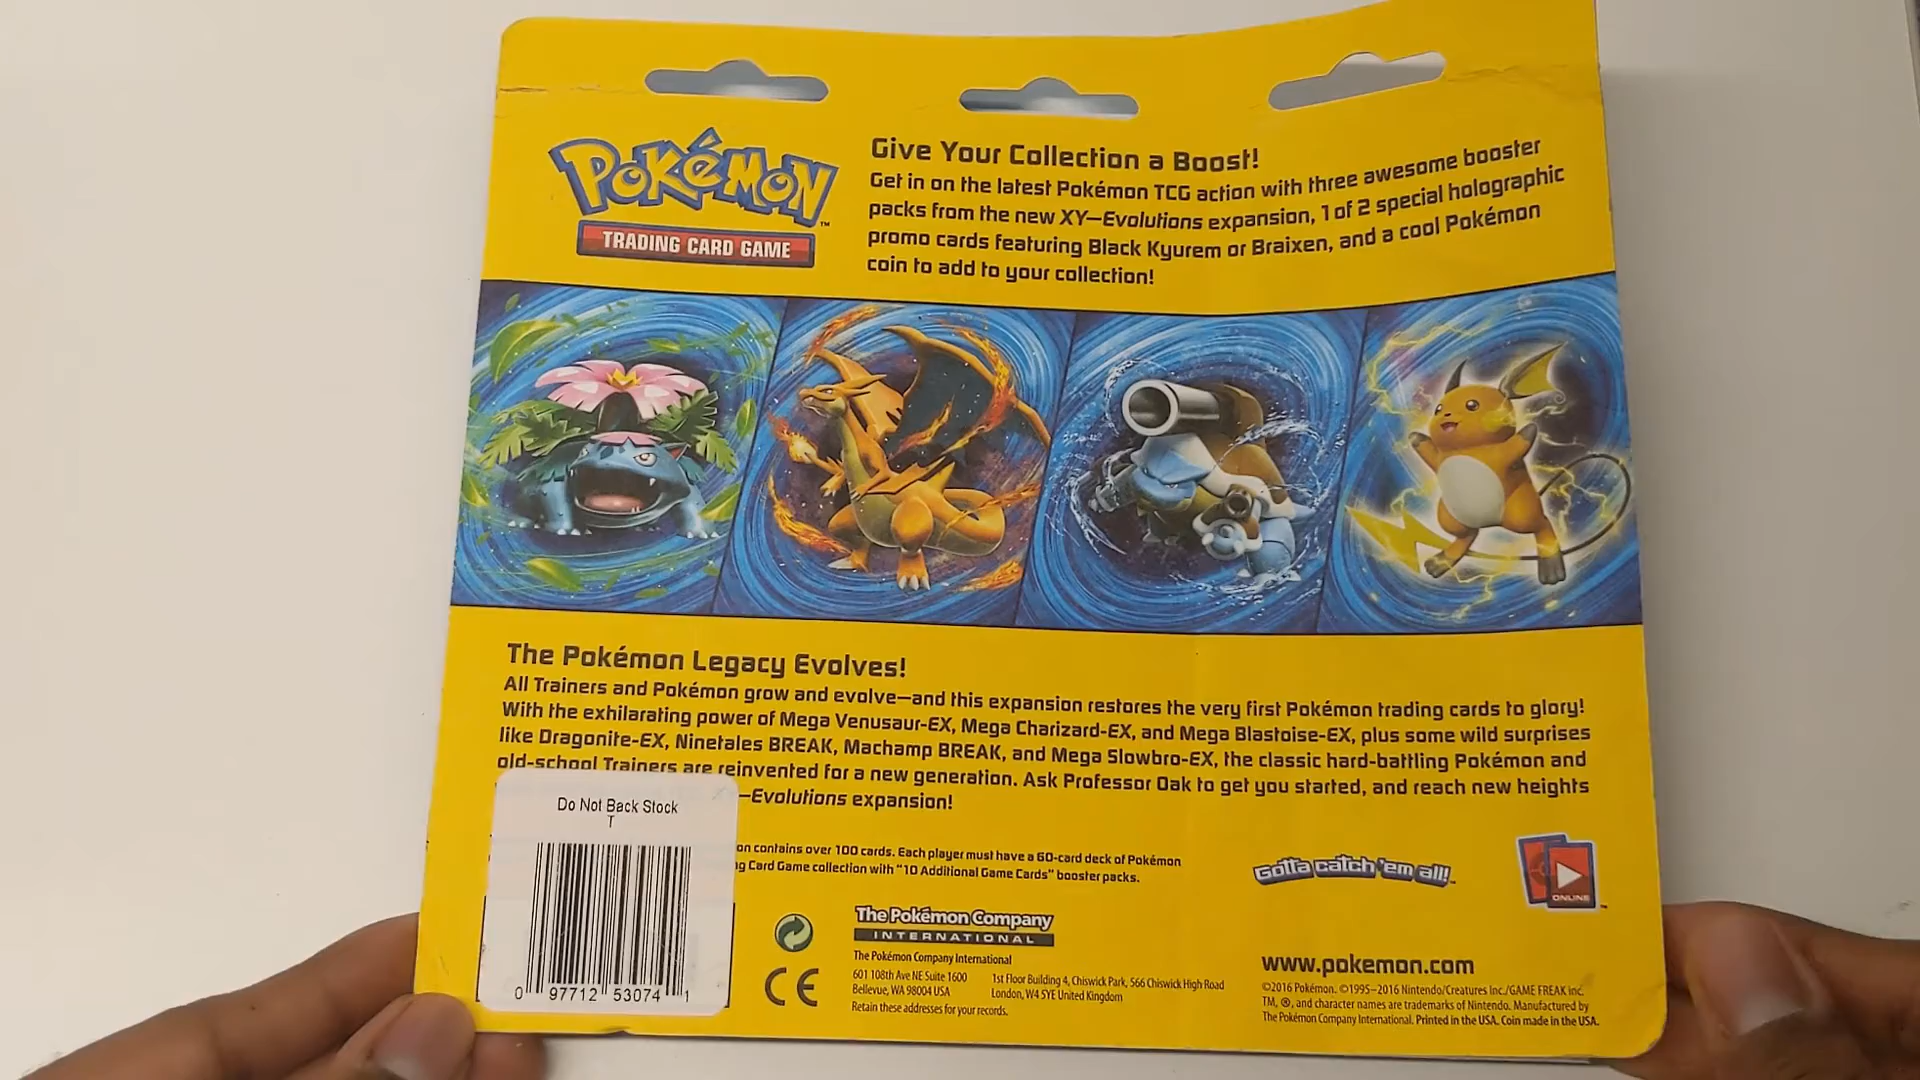 POKéMON™
TRADING CARD GAME
Give Your Collection a Boost!
Get in on the latest Pokémon TCG action with three awesome booster
packs from the new XY—Evolutions expansion, 1 of 2 special holographic
promo cards featuring Black Kyurem or Braixen, and a cool Pokémon
coin to add to your collection!
The Pokémon Legacy Evolves!
All Trainers and Pokémon grow and evolve—and this expansion restores the very first Pokémon trading cards to glory!
With the exhilarating power of Mega Venusaur-EX, Mega Charizard-EX, and Mega Blastoise-EX, plus some wild surprises
like Dragonite-EX, Ninetales BREAK, Machamp BREAK, and Mega Slowbro-EX, the classic hard-battling Pokémon and
old-school Trainers are reinvented for a new generation. Ask Professor Oak to get you started, and reach new heights
—Evolutions expansion!
Do Not Back Stock
T
0 97712 53074 1
on contains over 100 cards. Each player must have a 60-card deck of Pokémon
Card Game collection with "10 Additional Game Cards" booster packs.
Gotta catch 'em all!™
ONLINE™
The Pokémon Company
INTERNATIONAL
CE
The Pokémon Company International
601 108th Ave NE Suite 1600
Bellevue, WA 98004 USA
1st Floor Building 4, Chiswick Park, 566 Chiswick High Road
London, W4 5YE United Kingdom
Retain these addresses for your records.
www.pokemon.com
©2016 Pokémon. ©1995–2016 Nintendo/Creatures Inc./GAME FREAK inc.
TM, ®, and character names are trademarks of Nintendo. Manufactured by
The Pokémon Company International. Printed in the USA. Coin made in the USA.